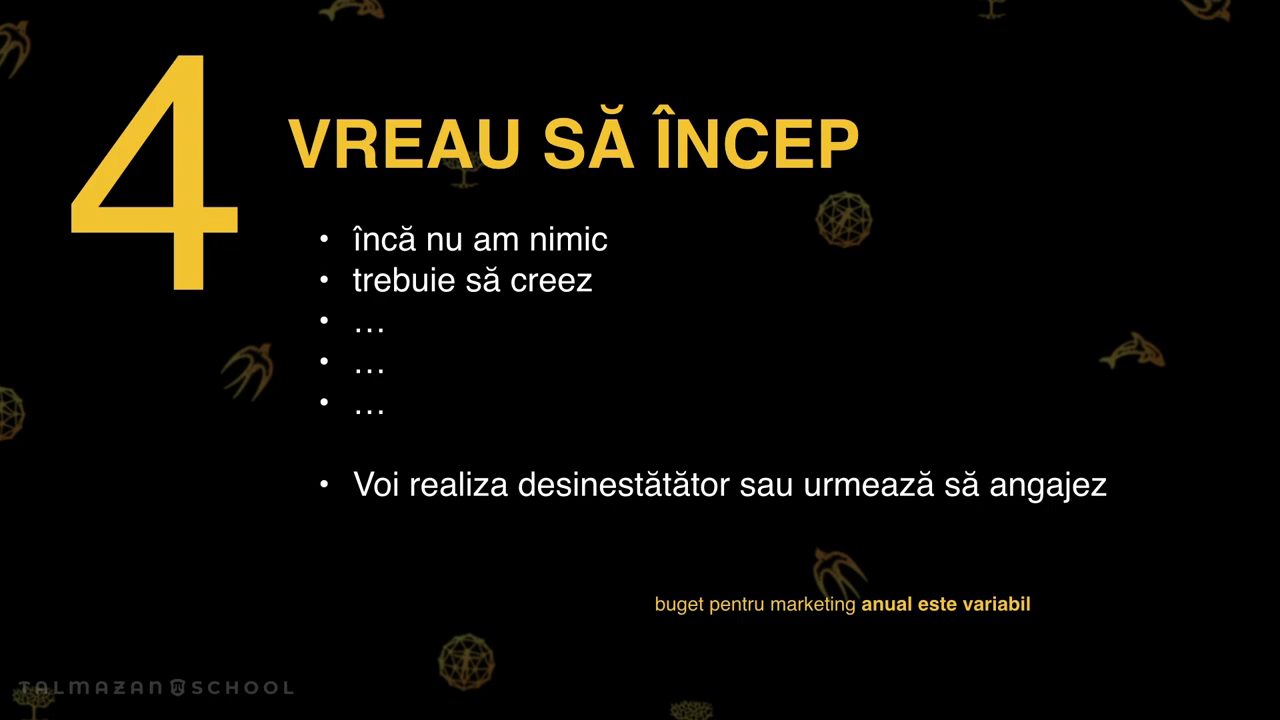 4
VREAU SĂ ÎNCEP
• încă nu am nimic
• trebuie să creez
• …
• …
• …
• Voi realiza desinestătător sau urmează să angajez
buget pentru marketing anual este variabil
TALMAZAN SCHOOL